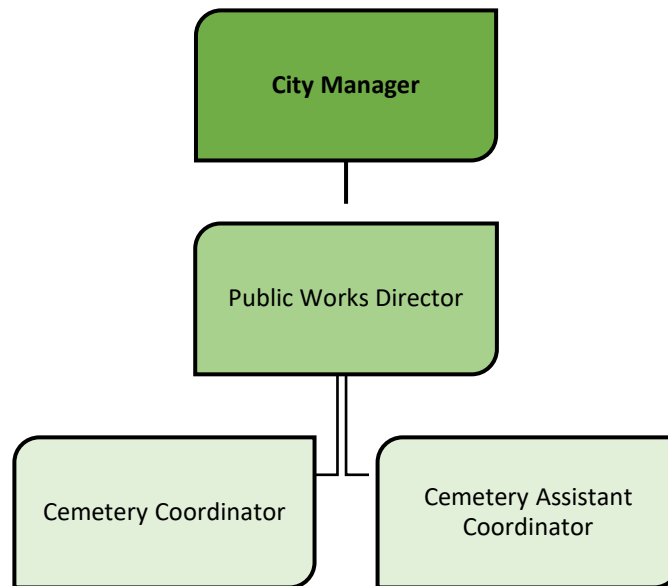 City Manager
Public Works Director
Cemetery Coordinator
Cemetery Assistant
Coordinator